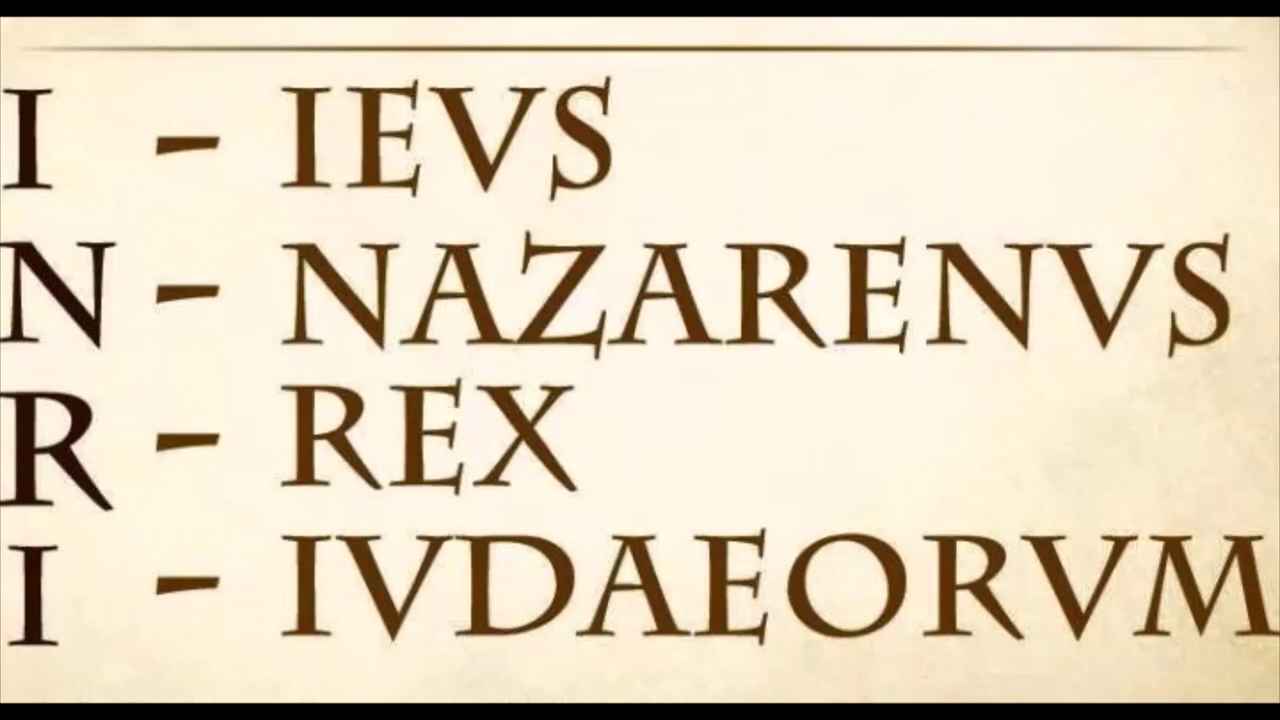 I - IEVS
N - NAZARENVS
R - REX
I - IVDAEORVM